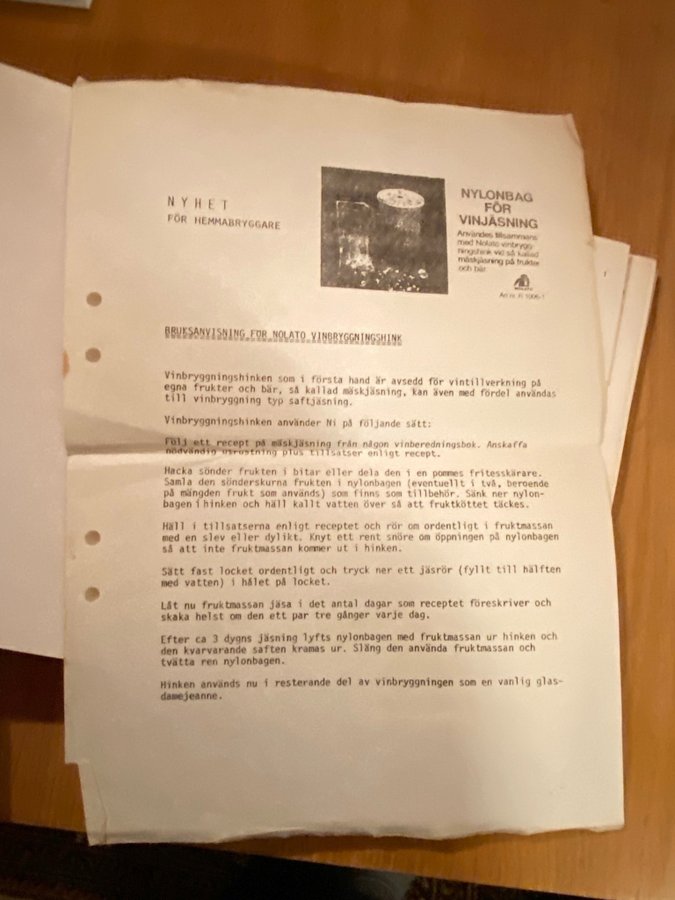 NYHET
FÖR HEMMABRYGGARE
NYLONBAG
FÖR
VINJÄSNING
Användes tillsammans
med Nolato vinbrygg-
ningshink vid så kallad
mäskjäsning på frukter
och bär.
NOLATO
Art nr
BRUKSANVISNING FÖR NOLATO VINBRYGGNINGSHINK
Vinbryggningshinken som i första hand är avsedd för vintillverkning på
egna frukter och bär, så kallad mäskjäsning, kan även med fördel användas
till vinbryggning typ saftjäsning.
Vinbryggningshinken använder Ni på följande sätt:
Följ ett recept på mäskjäsning från någon vinberedningsbok. Anskaffa
nödvändig utrustning plus tillsatser enligt recept.
Hacka sönder frukten i bitar eller dela den i en pommes fritesskärare.
Samla den sönderskurna frukten i nylonbagen (eventuellt i två, beroende
på mängden frukt som används) som finns som tillbehör. Sänk ner nylon-
bagen i hinken och häll kallt vatten över så att fruktköttet täckes.
Häll i tillsatserna enligt receptet och rör om ordentligt i fruktmassan
med en slev eller dylikt. Knyt ett rent snöre om öppningen på nylonbagen
så att inte fruktmassan kommer ut i hinken.
Sätt fast locket ordentligt och tryck ner ett jäsrör (fyllt till hälften
med vatten) i hålet på locket.
Låt nu fruktmassan jäsa i det antal dagar som receptet föreskriver och
skaka helst om den ett par tre gånger varje dag.
Efter ca 3 dygns jäsning lyfts nylonbagen med fruktmassan ur hinken och
den kvarvarande saften kramas ur. Släng den använda fruktmassan och
tvätta ren nylonbagen.
Hinken används nu i resterande del av vinbryggningen som en vanlig glas-
damejeanne.